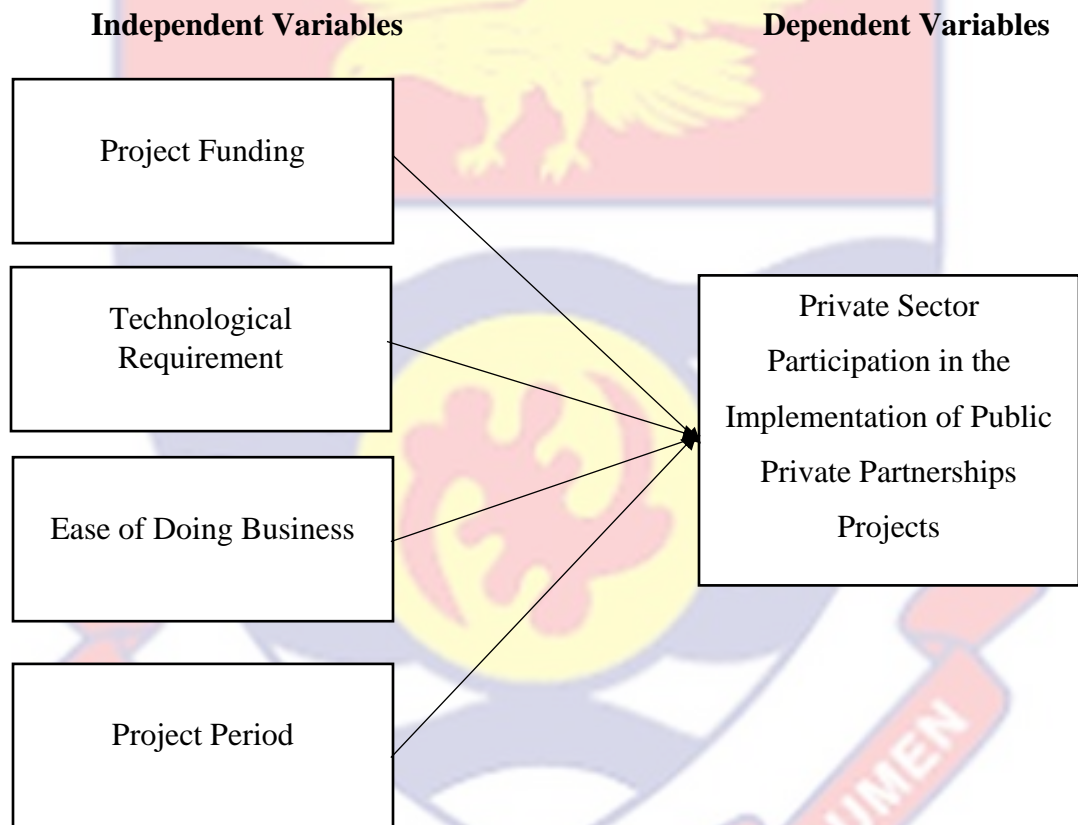 Independent Variables
Dependent Variables
Project Funding
Technological
Requirement
Ease of Doing Business
Project Period
Private Sector
Participation in the
Implementation of Public
Private Partnerships
Projects